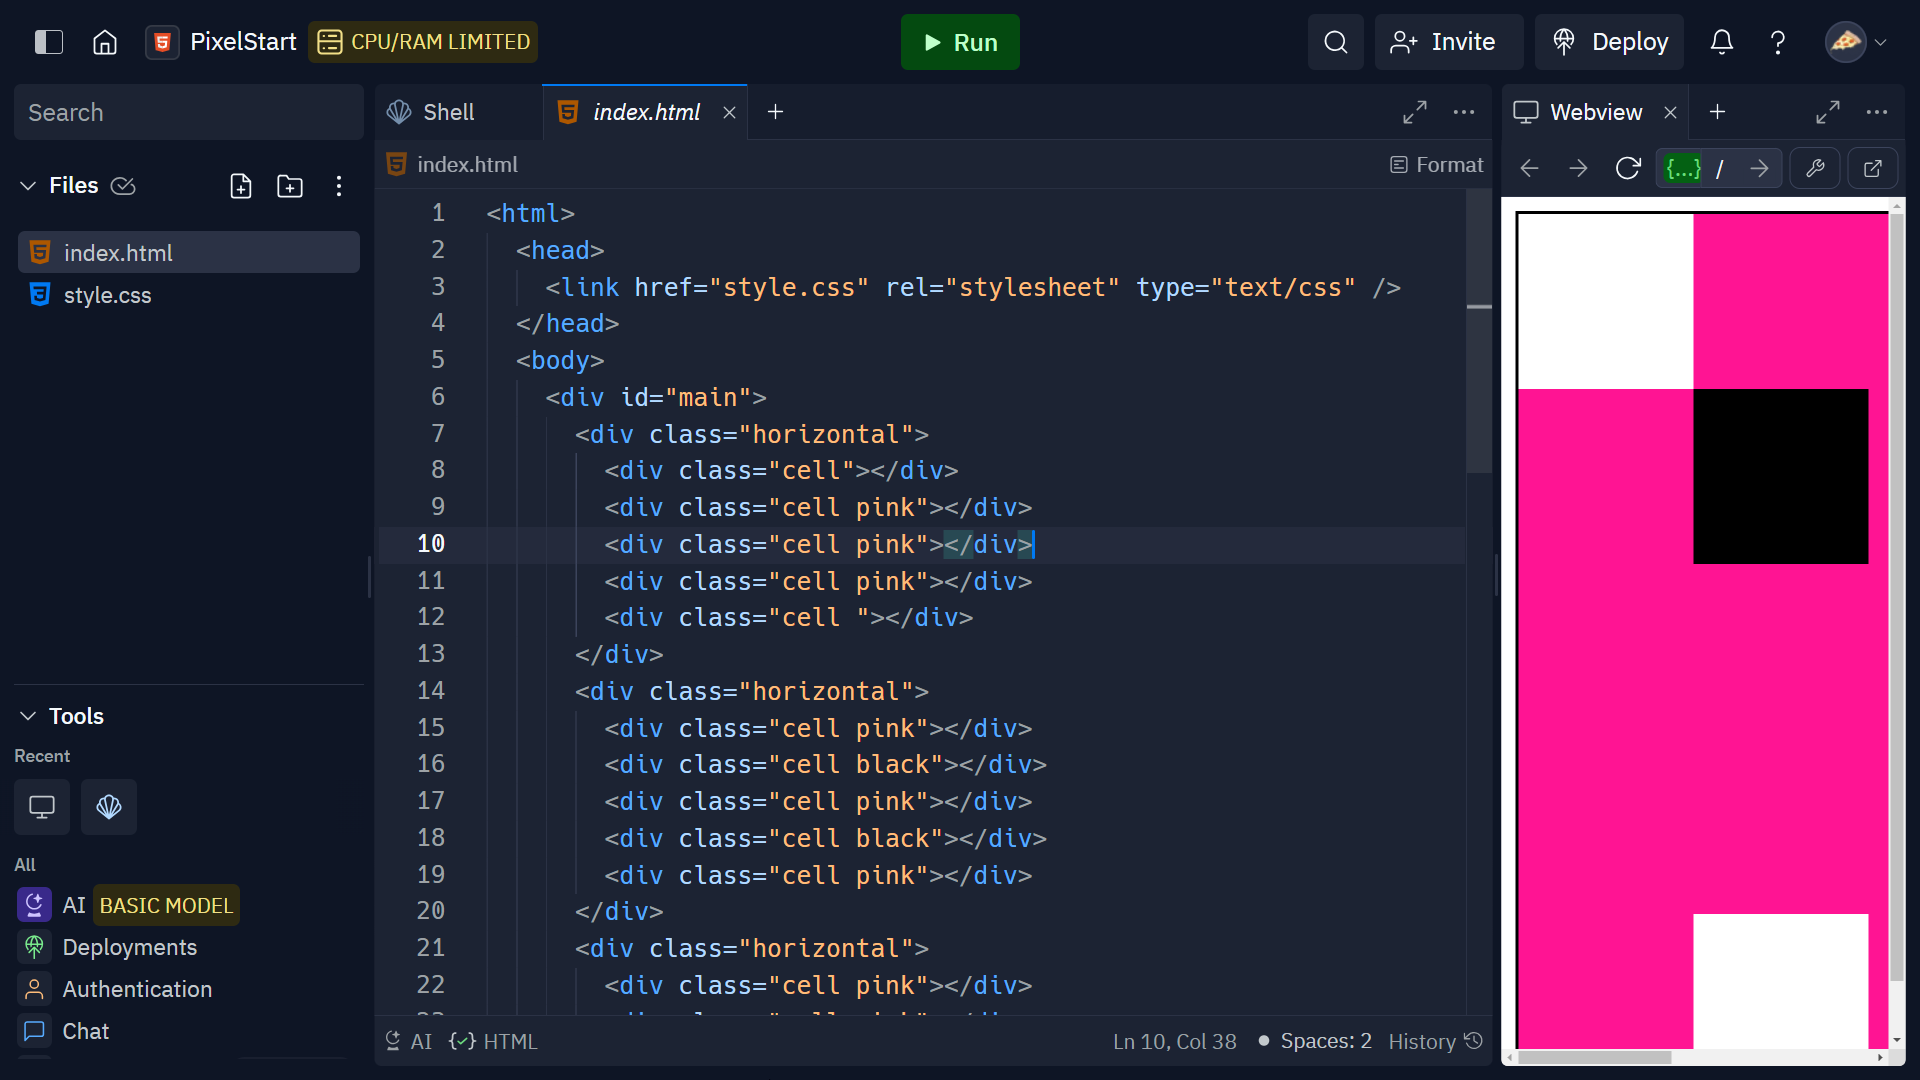 PixelStart
CPU/RAM LIMITED
Run
Invite
Deploy
Search
Files
index.html
style.css
Tools
Recent
All
AI BASIC MODEL
Deployments
Authentication
Chat
Shell
index.html
index.html
Format
1 <html>
2 <head>
3 <link href="style.css" rel="stylesheet" type="text/css" />
4 </head>
5 <body>
6 <div id="main">
7 <div class="horizontal">
8 <div class="cell"></div>
9 <div class="cell pink"></div>
10 <div class="cell pink"></div>
11 <div class="cell pink"></div>
12 <div class="cell "></div>
13 </div>
14 <div class="horizontal">
15 <div class="cell pink"></div>
16 <div class="cell black"></div>
17 <div class="cell pink"></div>
18 <div class="cell black"></div>
19 <div class="cell pink"></div>
20 </div>
21 <div class="horizontal">
22 <div class="cell pink"></div>
AI
HTML
Ln 10, Col 38
Spaces: 2
History
Webview
{...} /